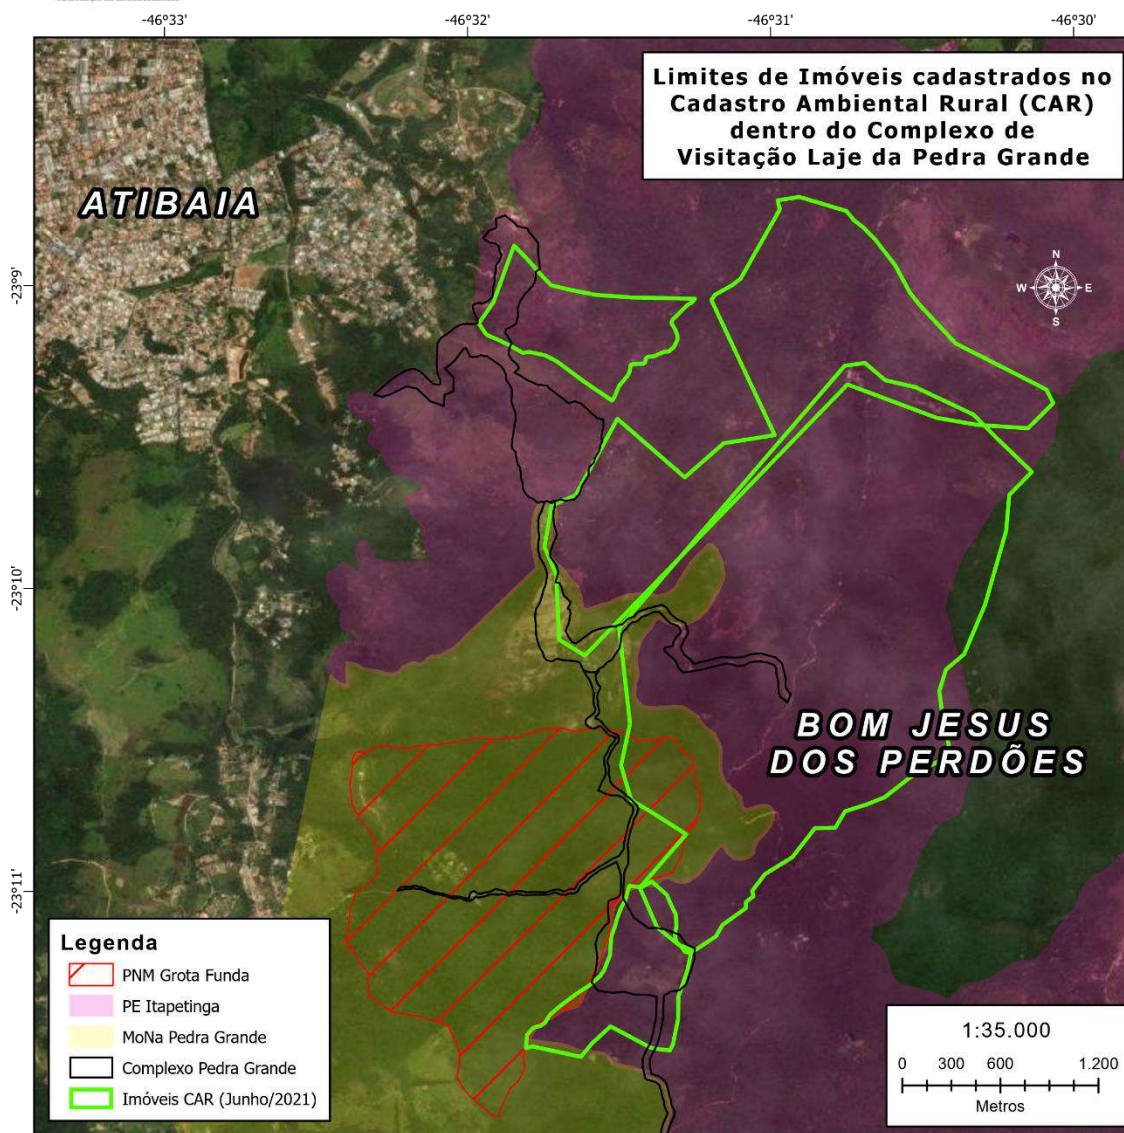 -46°33'
-46°32'
-46°31'
-46°30'
Limites de Imóveis cadastrados no
Cadastro Ambiental Rural (CAR)
dentro do Complexo de
Visitação Laje da Pedra Grande
ATIBAIA
-23°9'
N
W
E
S
-23°10'
BOM JESUS
DOS PERDÕES
-23°11'
Legenda
PNM Grota Funda
PE Itapetinga
MoNa Pedra Grande
Complexo Pedra Grande
Imóveis CAR (Junho/2021)
1:35.000
0 300 600 1.200
Metros